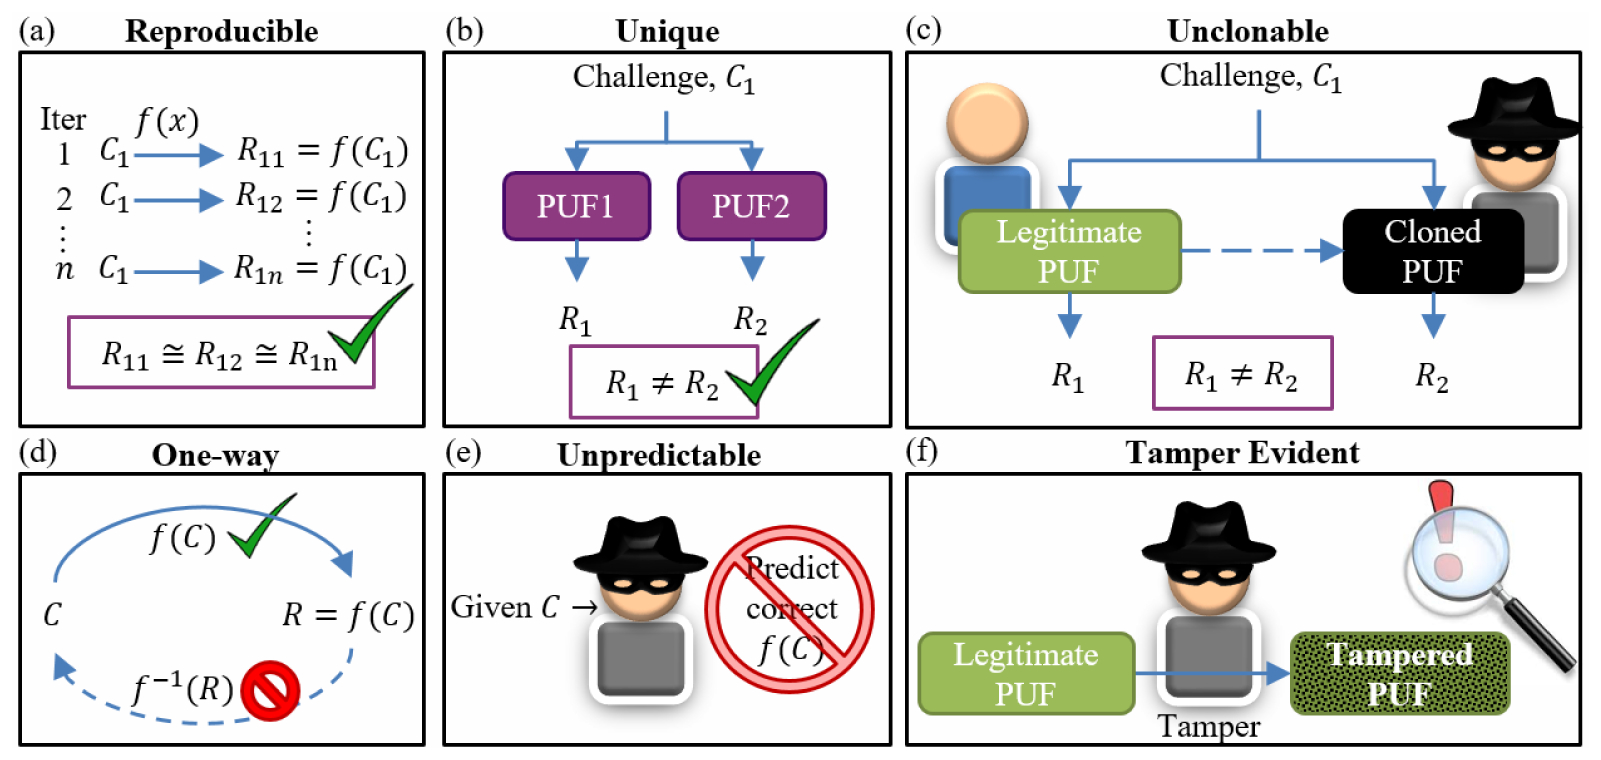 (a) Reproducible
Iter
f(x)
1 C₁ R₁₁ = f(C₁)
2 C₁ R₁₂ = f(C₁)
⋮ ⋮
n C₁ R₁ₙ = f(C₁)
R₁₁ ≅ R₁₂ ≅ R₁ₙ
(b) Unique
Challenge, C₁
PUF1 PUF2
R₁ R₂
R₁ ≠ R₂
(c) Unclonable
Challenge, C₁
Legitimate
PUF
Cloned
PUF
R₁ R₁ ≠ R₂ R₂
(d) One-way
f(C)
C R = f(C)
f⁻¹(R)
(e) Unpredictable
Given C →
Predict
correct
f(C)
(f) Tamper Evident
!
Legitimate
PUF
Tamper
Tampered
PUF